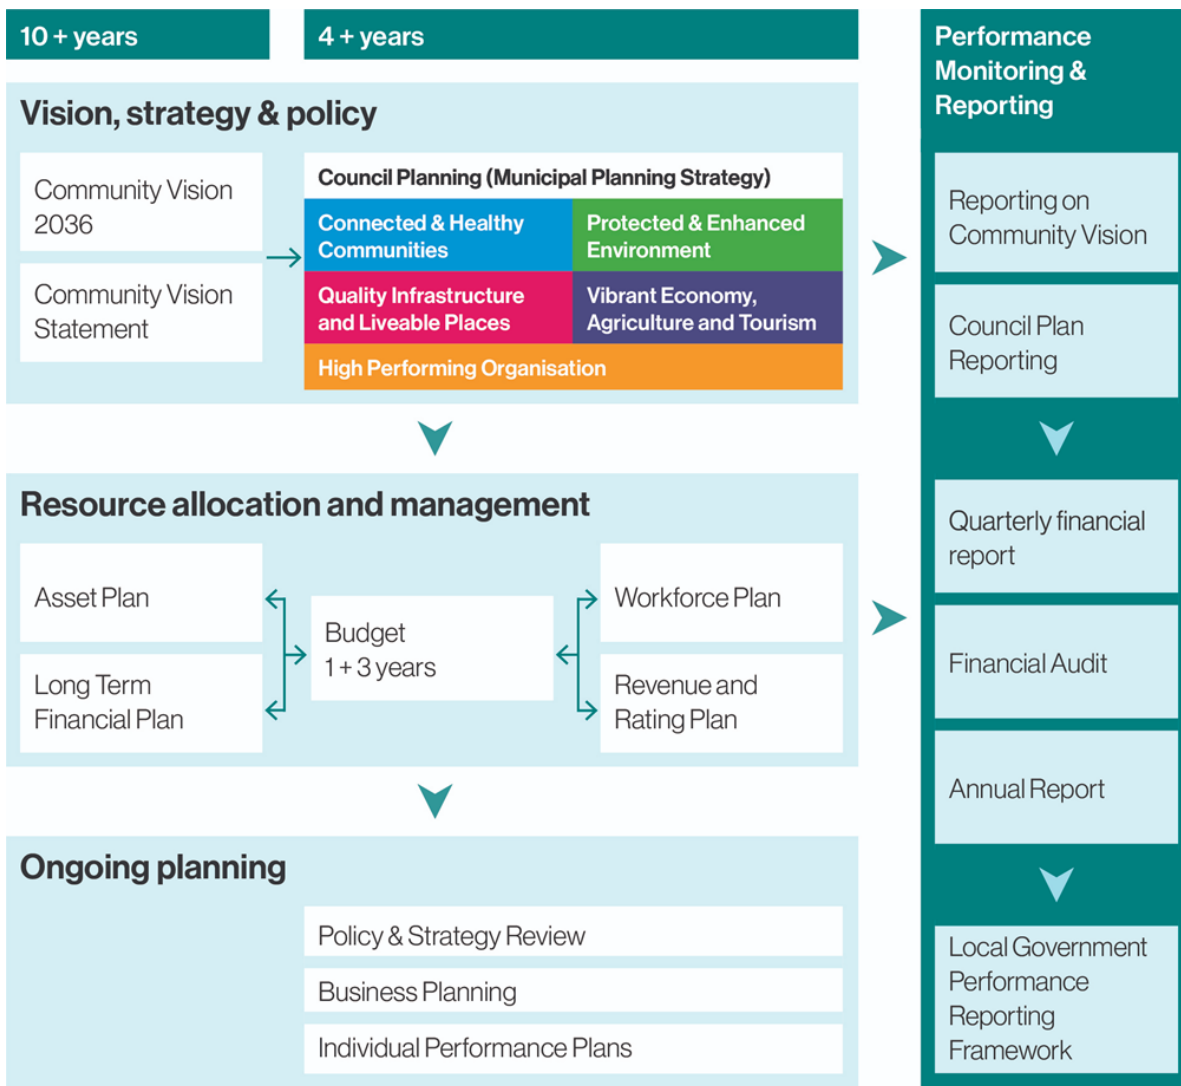 10 + years
4 + years
Vision, strategy & policy
Community Vision
2036
Community Vision
Statement
Council Planning (Municipal Planning Strategy)
Connected & Healthy
Communities
Protected & Enhanced
Environment
Quality Infrastructure
and Liveable Places
Vibrant Economy,
Agriculture and Tourism
High Performing Organisation
Resource allocation and management
Asset Plan
Long Term
Financial Plan
Budget
1 + 3 years
Workforce Plan
Revenue and
Rating Plan
Ongoing planning
Policy & Strategy Review
Business Planning
Individual Performance Plans
Performance
Monitoring &
Reporting
Reporting on
Community Vision
Council Plan
Reporting
Quarterly financial
report
Financial Audit
Annual Report
Local Government
Performance
Reporting
Framework